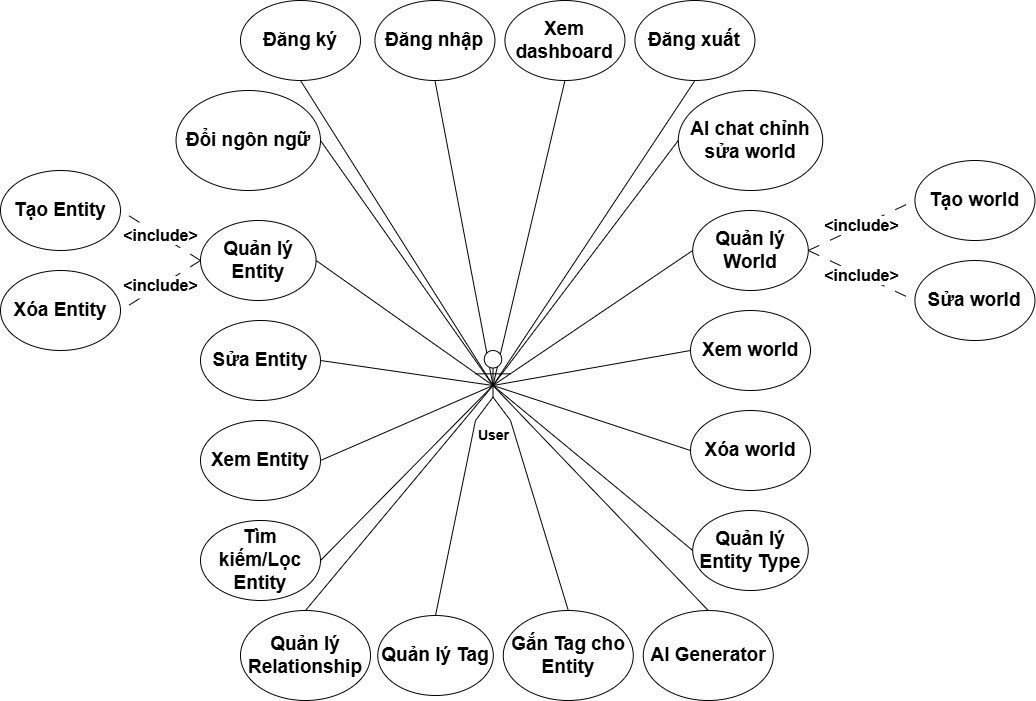 Đăng ký
Đăng nhập
Xem
dashboard
Đăng xuất
Đổi ngôn ngữ
AI chat chỉnh
sửa world
Tạo Entity
<include>
Quản lý
Entity
<include>
Xóa Entity
Quản lý
World
<include>
Tạo world
<include>
Sửa world
Sửa Entity
Xem world
User
Xem Entity
Xóa world
Tìm
kiếm/Lọc
Entity
Quản lý
Entity Type
Quản lý
Relationship
Quản lý Tag
Gắn Tag cho
Entity
AI Generator